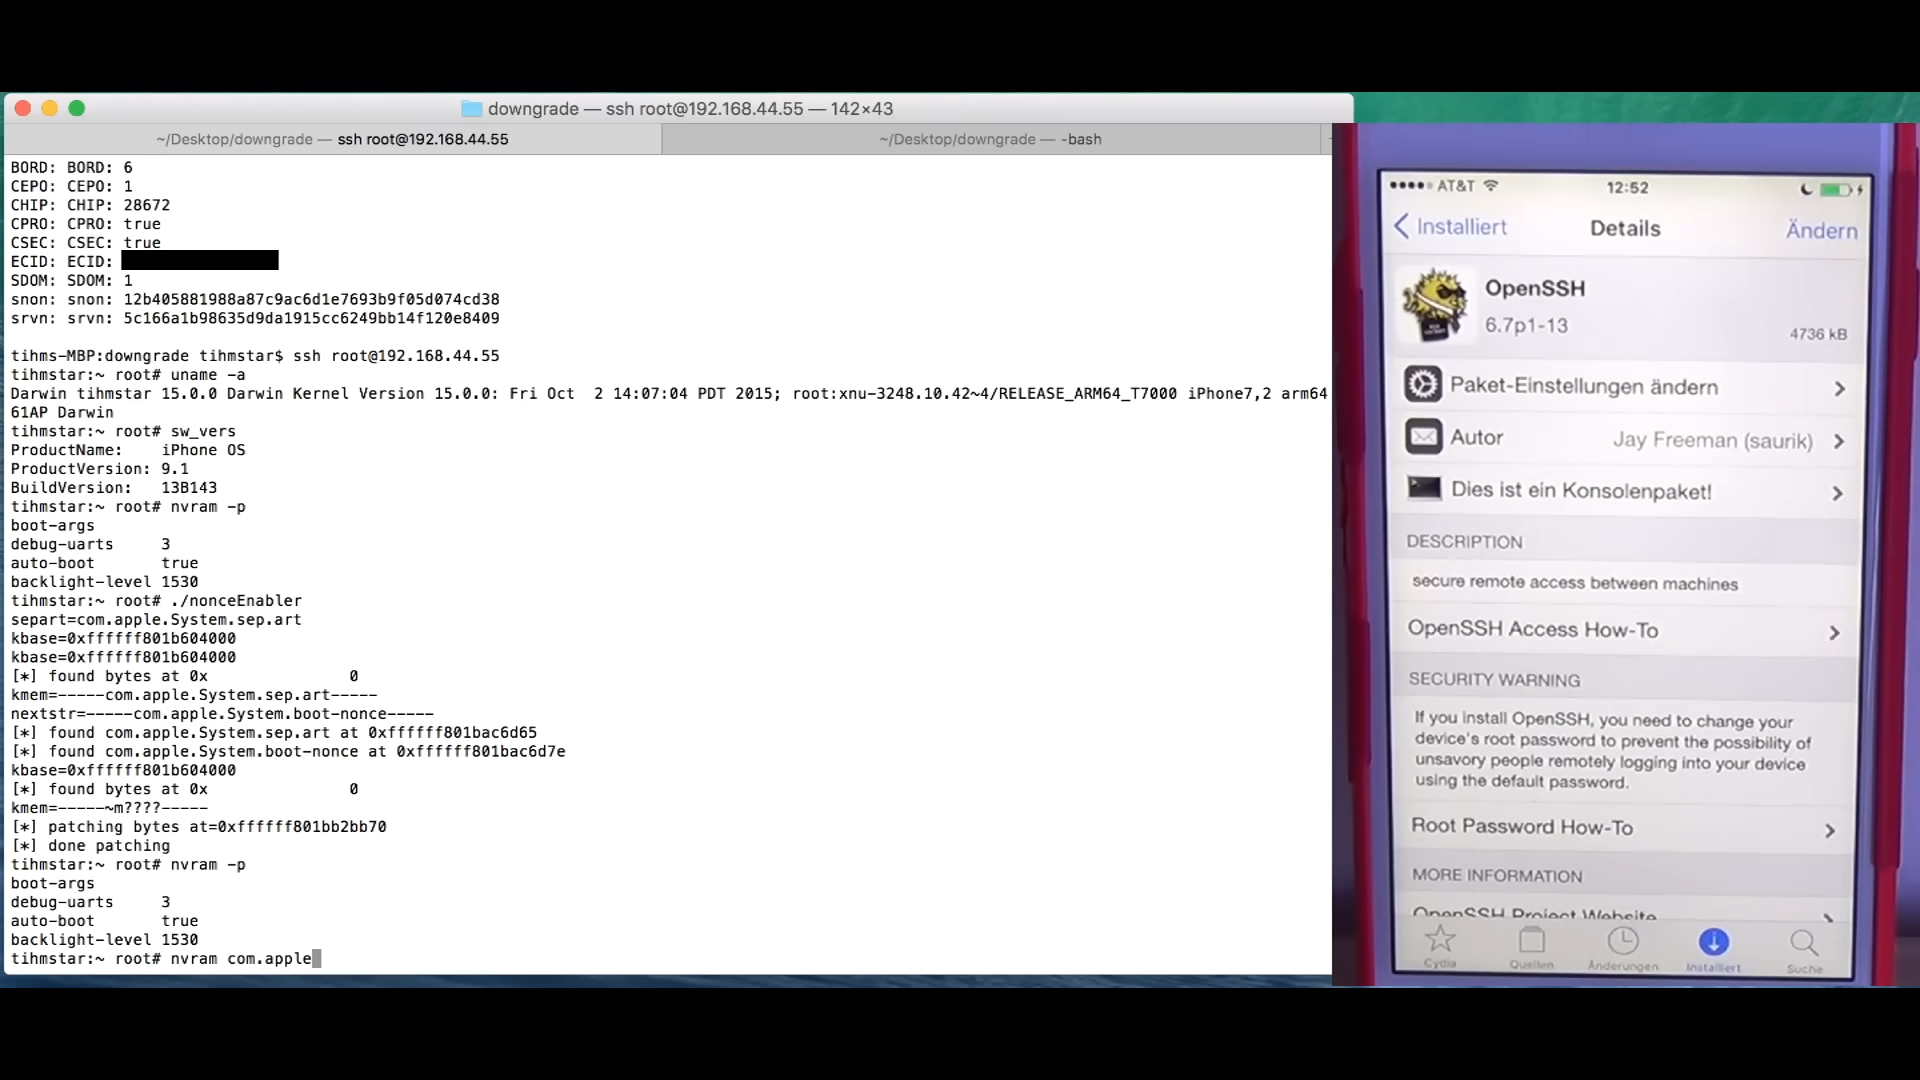 downgrade — ssh root@192.168.44.55 — 142×43
~/Desktop/downgrade — ssh root@192.168.44.55
~/Desktop/downgrade — -bash
BORD: BORD: 6
CEPO: CEPO: 1
CHIP: CHIP: 28672
CPRO: CPRO: true
CSEC: CSEC: true
ECID: ECID:
SDOM: SDOM: 1
snon: snon: 12b405881988a87c9ac6d1e7693b9f05d074cd38
srvn: srvn: 5c166a1b98635d9da1915cc6249bb14f120e8409
tihms-MBP:downgrade tihmstar$ ssh root@192.168.44.55
tihmstar:~ root# uname -a
Darwin tihmstar 15.0.0 Darwin Kernel Version 15.0.0: Fri Oct  2 14:07:04 PDT 2015; root:xnu-3248.10.42~4/RELEASE_ARM64_T7000 iPhone7,2 arm64
61AP Darwin
tihmstar:~ root# sw_vers
ProductName:    iPhone OS
ProductVersion: 9.1
BuildVersion:   13B143
tihmstar:~ root# nvram -p
boot-args
debug-uarts     3
auto-boot       true
backlight-level 1530
tihmstar:~ root# ./nonceEnabler
separt=com.apple.System.sep.art
kbase=0xffffff801b604000
kbase=0xffffff801b604000
[*] found bytes at 0x               0
kmem=-----com.apple.System.sep.art-----
nextstr=-----com.apple.System.boot-nonce-----
[*] found com.apple.System.sep.art at 0xffffff801bac6d65
[*] found com.apple.System.boot-nonce at 0xffffff801bac6d7e
kbase=0xffffff801b604000
[*] found bytes at 0x               0
kmem=-----~m????-----
[*] patching bytes at=0xffffff801bb2bb70
[*] done patching
tihmstar:~ root# nvram -p
boot-args
debug-uarts     3
auto-boot       true
backlight-level 1530
tihmstar:~ root# nvram com.apple
AT&T 12:52
Installiert Details Ändern
OpenSSH
6.7p1-13
4736 kB
Paket-Einstellungen ändern
Autor Jay Freeman (saurik)
Dies ist ein Konsolenpaket!
DESCRIPTION
secure remote access between machines
OpenSSH Access How-To
SECURITY WARNING
If you install OpenSSH, you need to change your
device's root password to prevent the possibility of
unsavory people remotely logging into your device
using the default password.
Root Password How-To
MORE INFORMATION
OpenSSH Project Website
Cydia Quellen Änderungen Installiert Suche